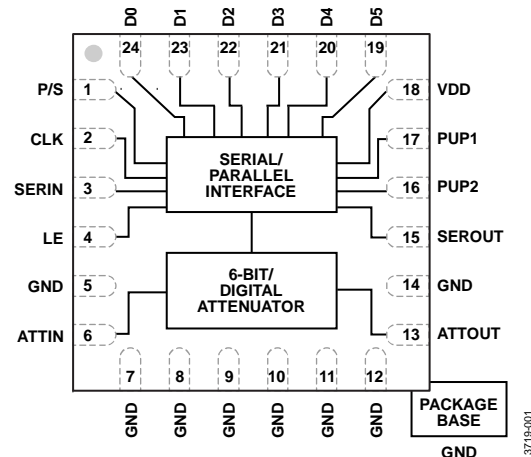 D0 D1 D2 D3 D4 D5
24 23 22 21 20 19
P/S 1
CLK 2
SERIN 3
LE 4
GND 5
ATTIN 6
SERIAL/
PARALLEL
INTERFACE
6-BIT/
DIGITAL
ATTENUATOR
18 VDD
17 PUP1
16 PUP2
15 SEROUT
14 GND
13 ATTOUT
7 8 9 10 11 12
GND GND GND GND GND GND
PACKAGE
BASE
GND
3719-001